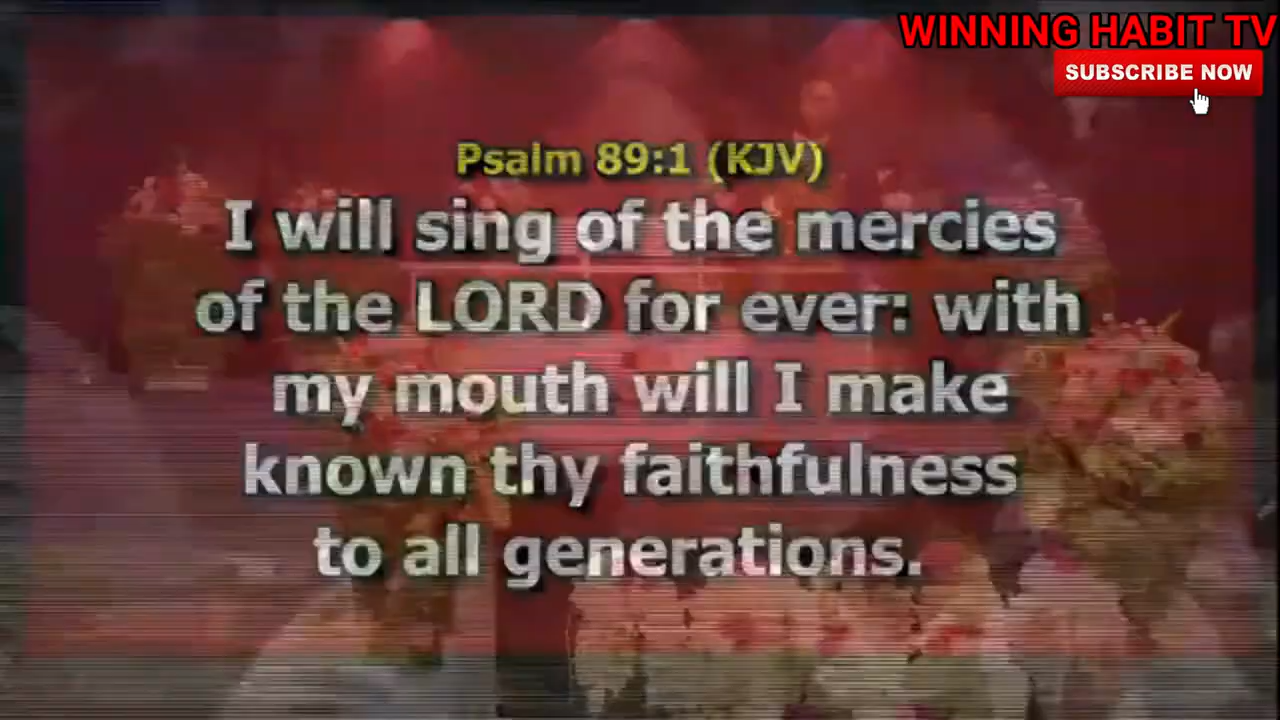 WINNING HABIT TV
SUBSCRIBE NOW
Psalm 89:1 (KJV)
I will sing of the mercies
of the LORD for ever: with
my mouth will I make
known thy faithfulness
to all generations.